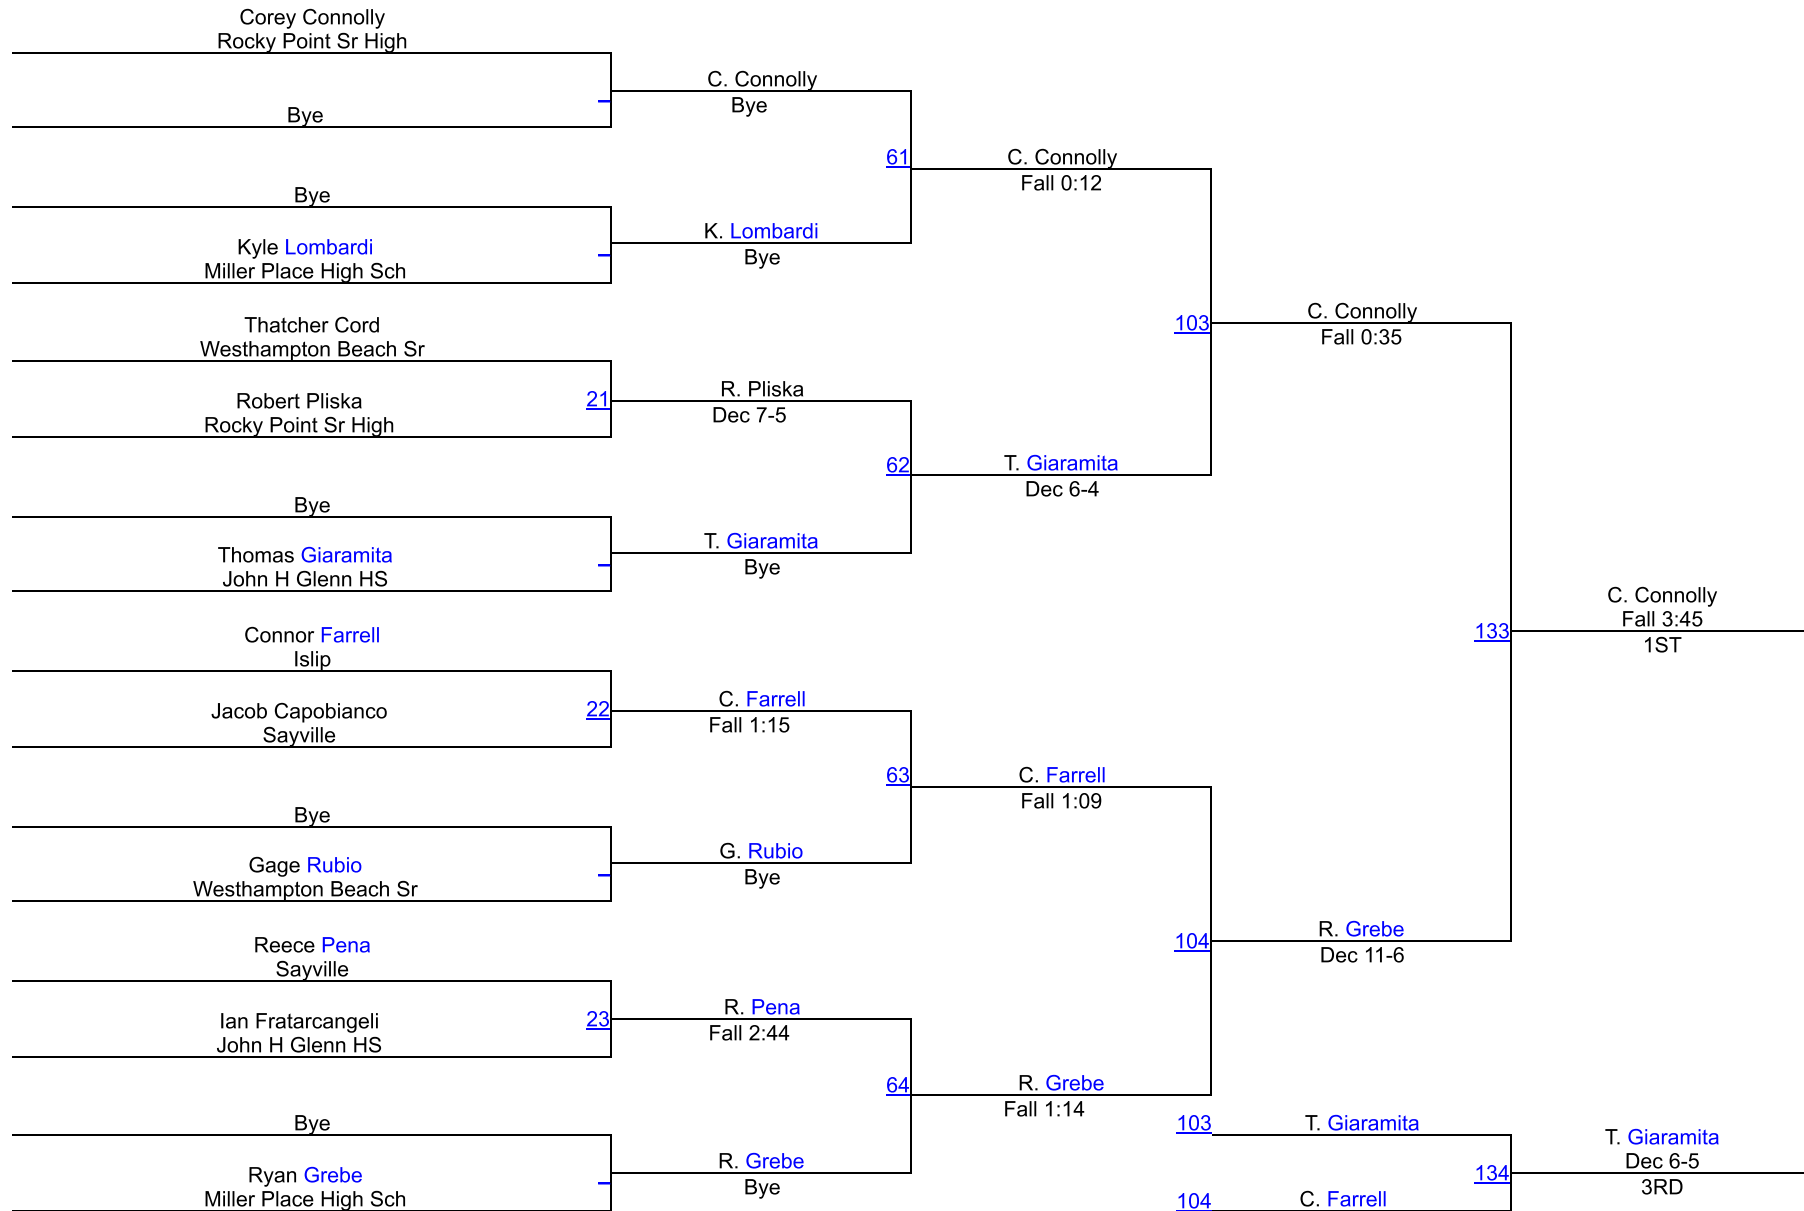 Corey Connolly
Rocky Point Sr High
Bye
Bye
Kyle Lombardi
Miller Place High Sch
Thatcher Cord
Westhampton Beach Sr
Robert Pliska
Rocky Point Sr High
21
Bye
Thomas Giaramita
John H Glenn HS
Connor Farrell
Islip
Jacob Capobianco
Sayville
22
Bye
Gage Rubio
Westhampton Beach Sr
Reece Pena
Sayville
Ian Fratarcangeli
John H Glenn HS
23
Bye
Ryan Grebe
Miller Place High Sch
C. Connolly
Bye
61
K. Lombardi
Bye
R. Pliska
Dec 7-5
62
T. Giaramita
Bye
C. Farrell
Fall 1:15
63
G. Rubio
Bye
R. Pena
Fall 2:44
64
R. Grebe
Bye
C. Connolly
Fall 0:12
103
T. Giaramita
Dec 6-4
C. Farrell
Fall 1:09
104
R. Grebe
Fall 1:14
C. Connolly
Fall 0:35
133
R. Grebe
Dec 11-6
C. Connolly
Fall 3:45
1ST
103
T. Giaramita
134
104
C. Farrell
T. Giaramita
Dec 6-5
3RD